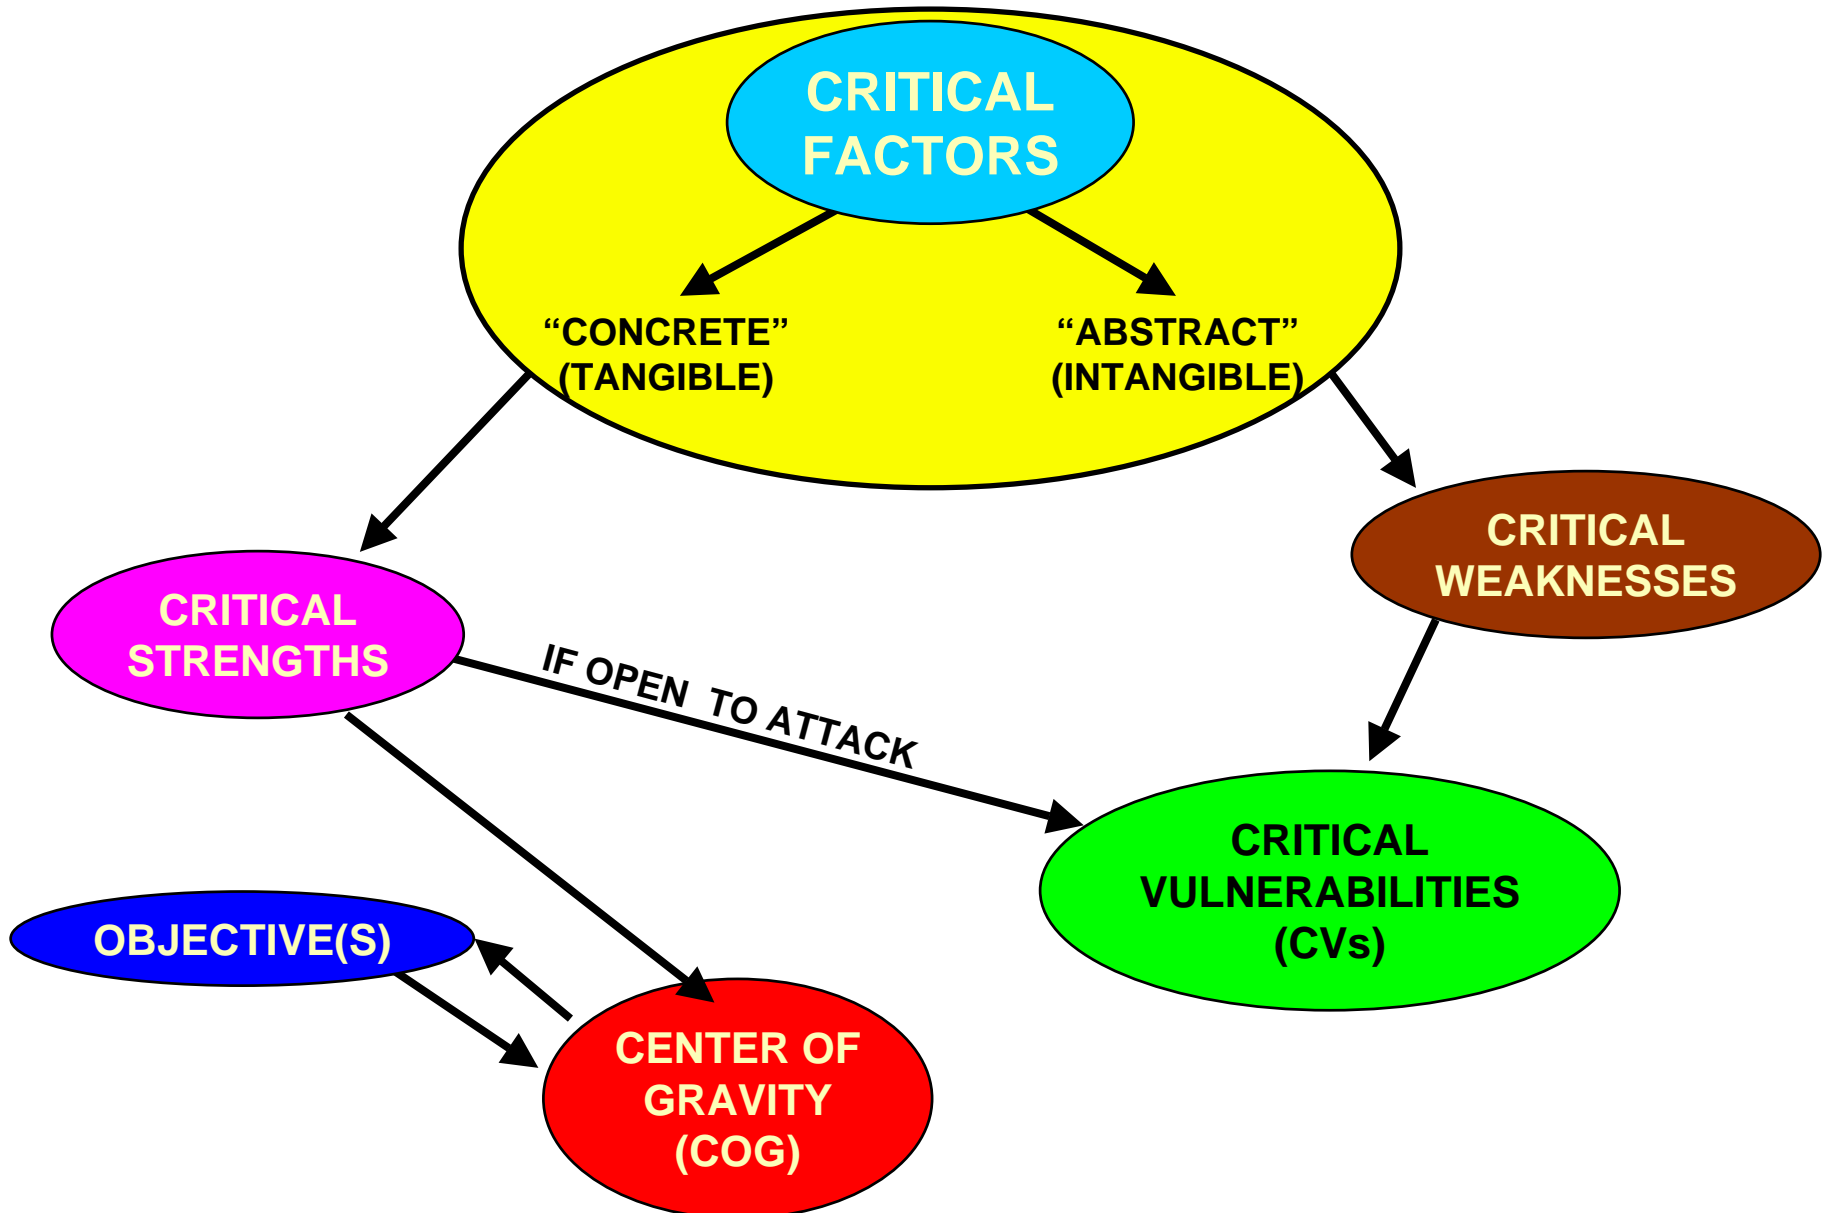 CRITICAL
FACTORS
“CONCRETE”
(TANGIBLE)
“ABSTRACT”
(INTANGIBLE)
CRITICAL
WEAKNESSES
CRITICAL
STRENGTHS
IF OPEN TO ATTACK
CRITICAL
VULNERABILITIES
(CVs)
OBJECTIVE(S)
CENTER OF
GRAVITY
(COG)